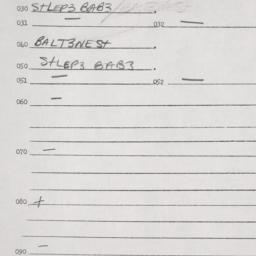 030 StLEP3 BAB3 .
031 — 032 —
040 BALT3NESt .
050 StLEP3 BAB3 .
051 — 052 —
060 —
070 —
080 +
090 —